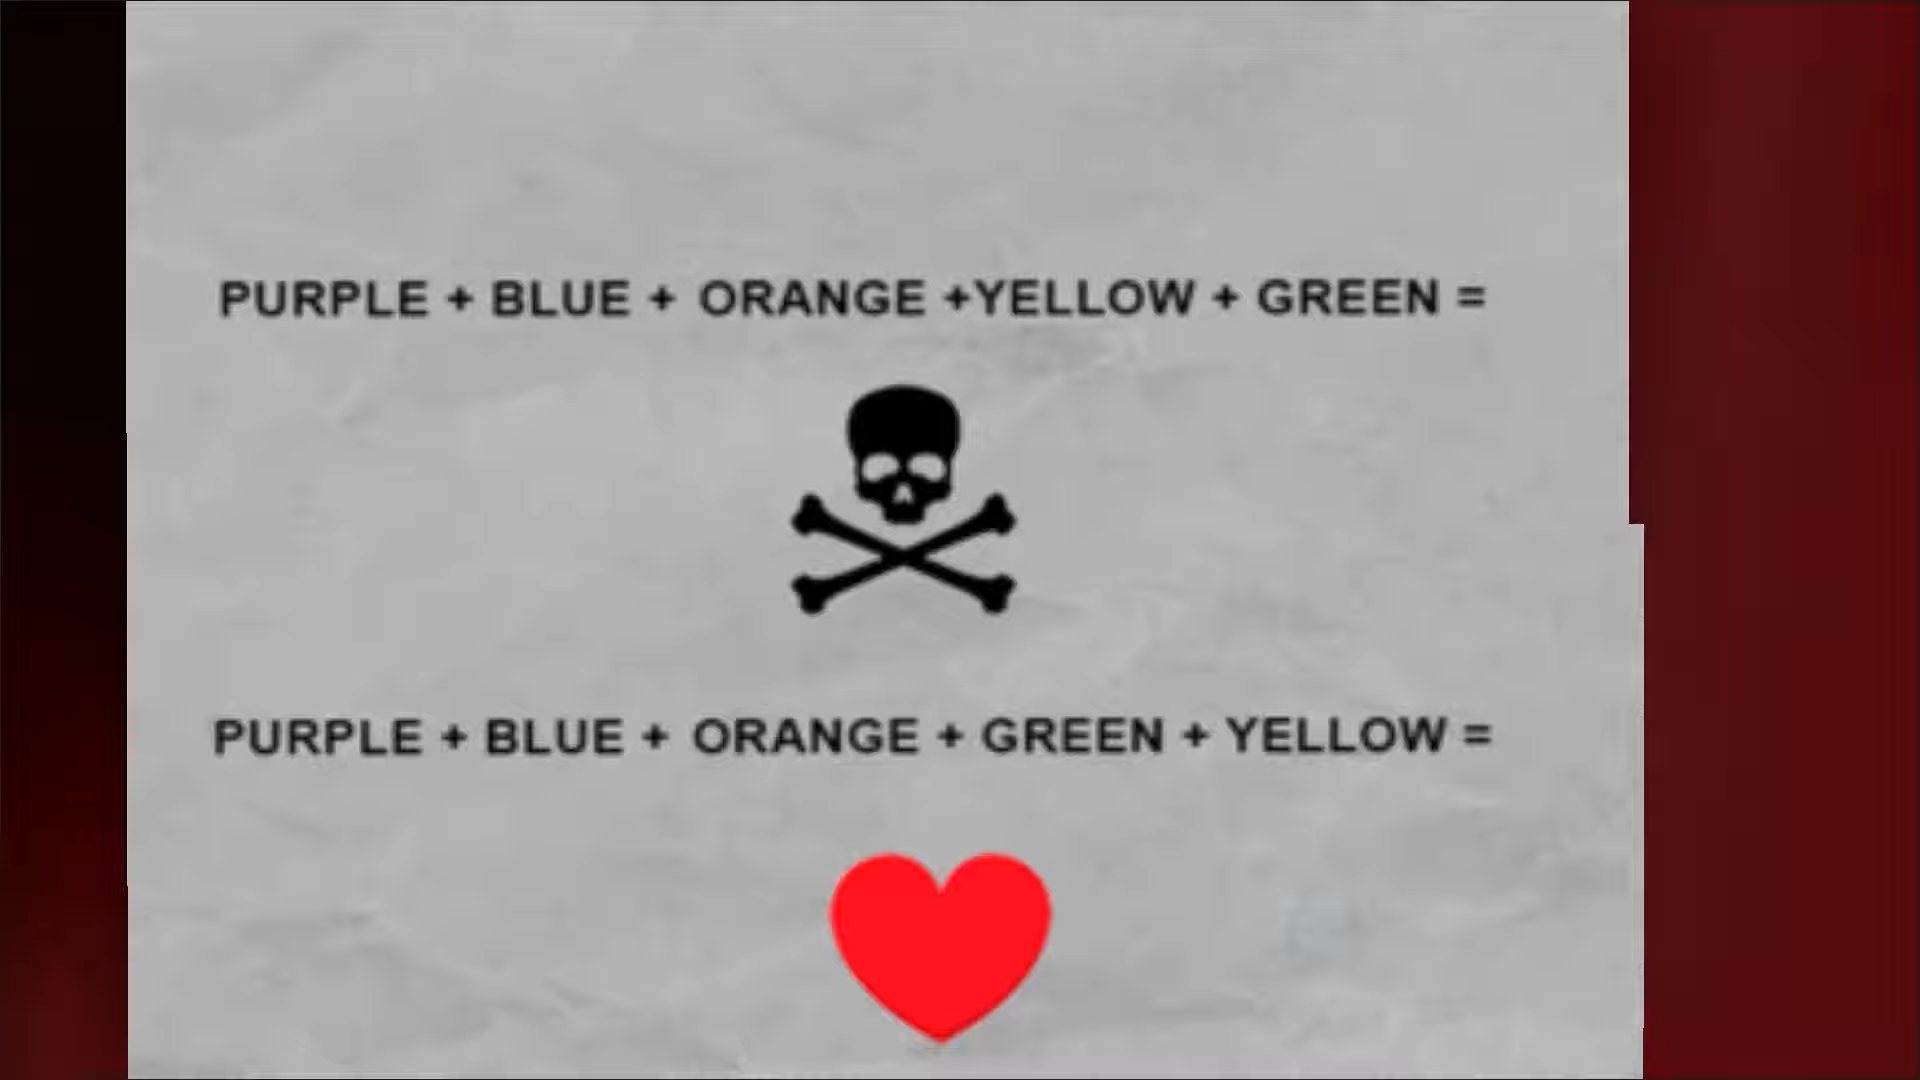 PURPLE + BLUE + ORANGE +YELLOW + GREEN =
PURPLE + BLUE + ORANGE + GREEN + YELLOW =